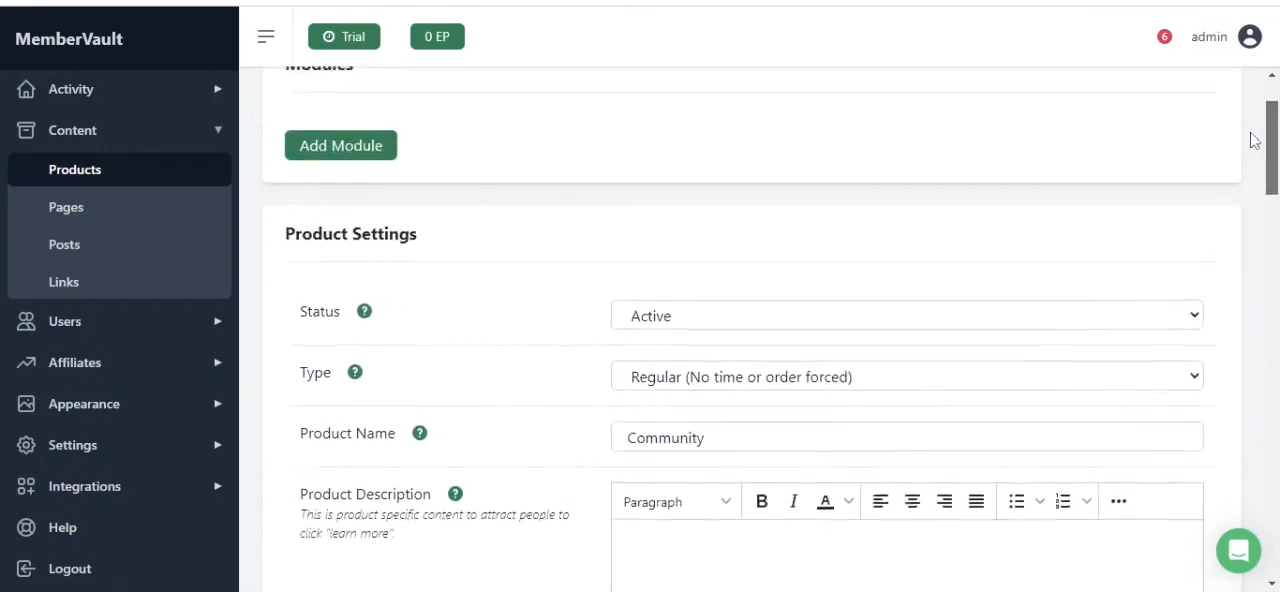 MemberVault
Trial
0 EP
6
admin
Activity
Content
Products
Pages
Posts
Links
Users
Affiliates
Appearance
Settings
Integrations
Help
Logout
Modules
Add Module
Product Settings
Status ?
Active
Type ?
Regular (No time or order forced)
Product Name ?
Community
Product Description ?
This is product specific content to attract people to
click "learn more".
Paragraph B I A